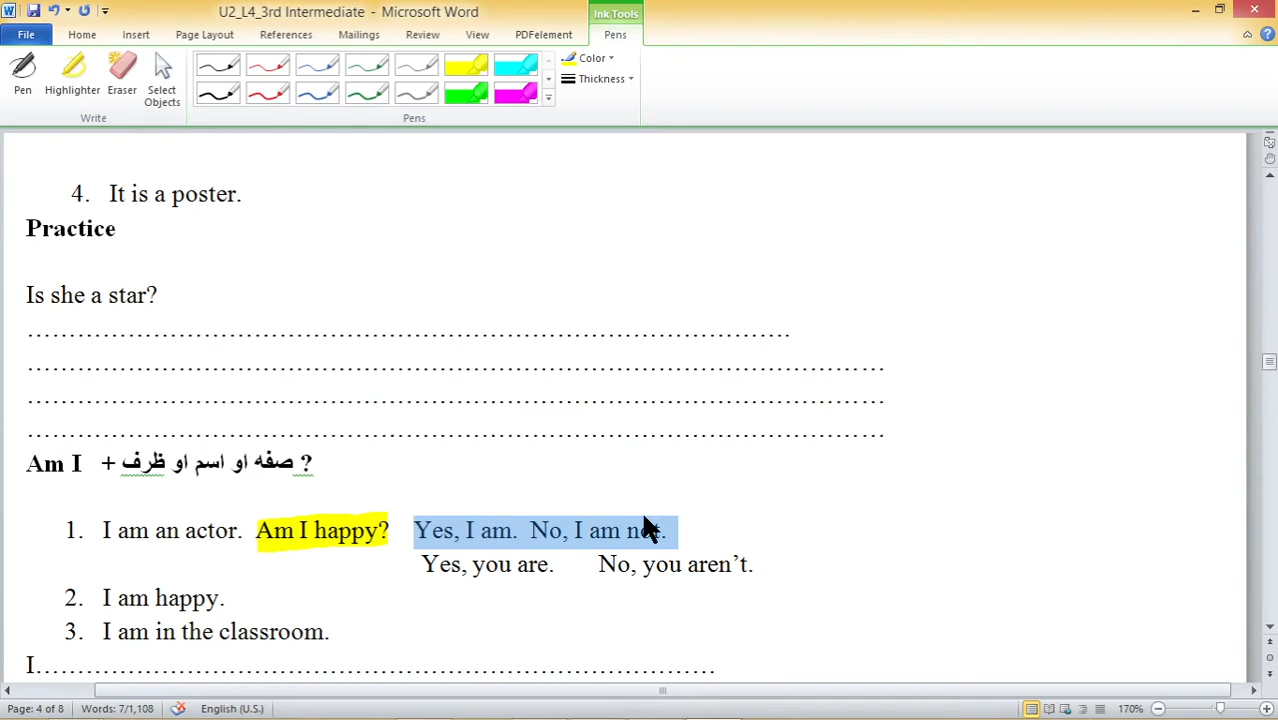 U2_L4_3rd Intermediate - Microsoft Word
Ink Tools
File Home Insert Page Layout References Mailings Review View PDFelement Pens
Pen Highlighter Eraser Select Objects
Color
Thickness
Write Pens
4. It is a poster.
Practice
Is she a star?
……………………………………………………………………………….
…………………………………………………………………………………………
…………………………………………………………………………………………
…………………………………………………………………………………………
Am I + صفه او اسم او ظرف ?
1. I am an actor. Am I happy? Yes, I am. No, I am not.
Yes, you are. No, you aren’t.
2. I am happy.
3. I am in the classroom.
I………………………………………………………………………
Page: 4 of 8 Words: 7/1,108 English (U.S.) 170%